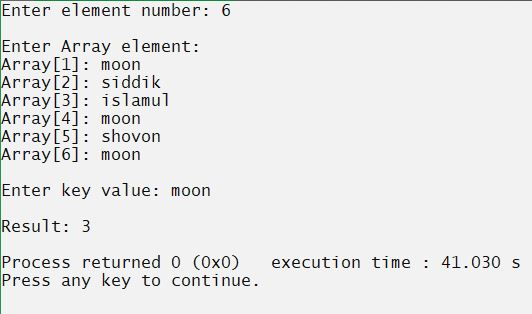 Enter element number: 6
Enter Array element:
Array[1]: moon
Array[2]: siddik
Array[3]: islamul
Array[4]: moon
Array[5]: shovon
Array[6]: moon
Enter key value: moon
Result: 3
Process returned 0 (0x0)   execution time : 41.030 s
Press any key to continue.